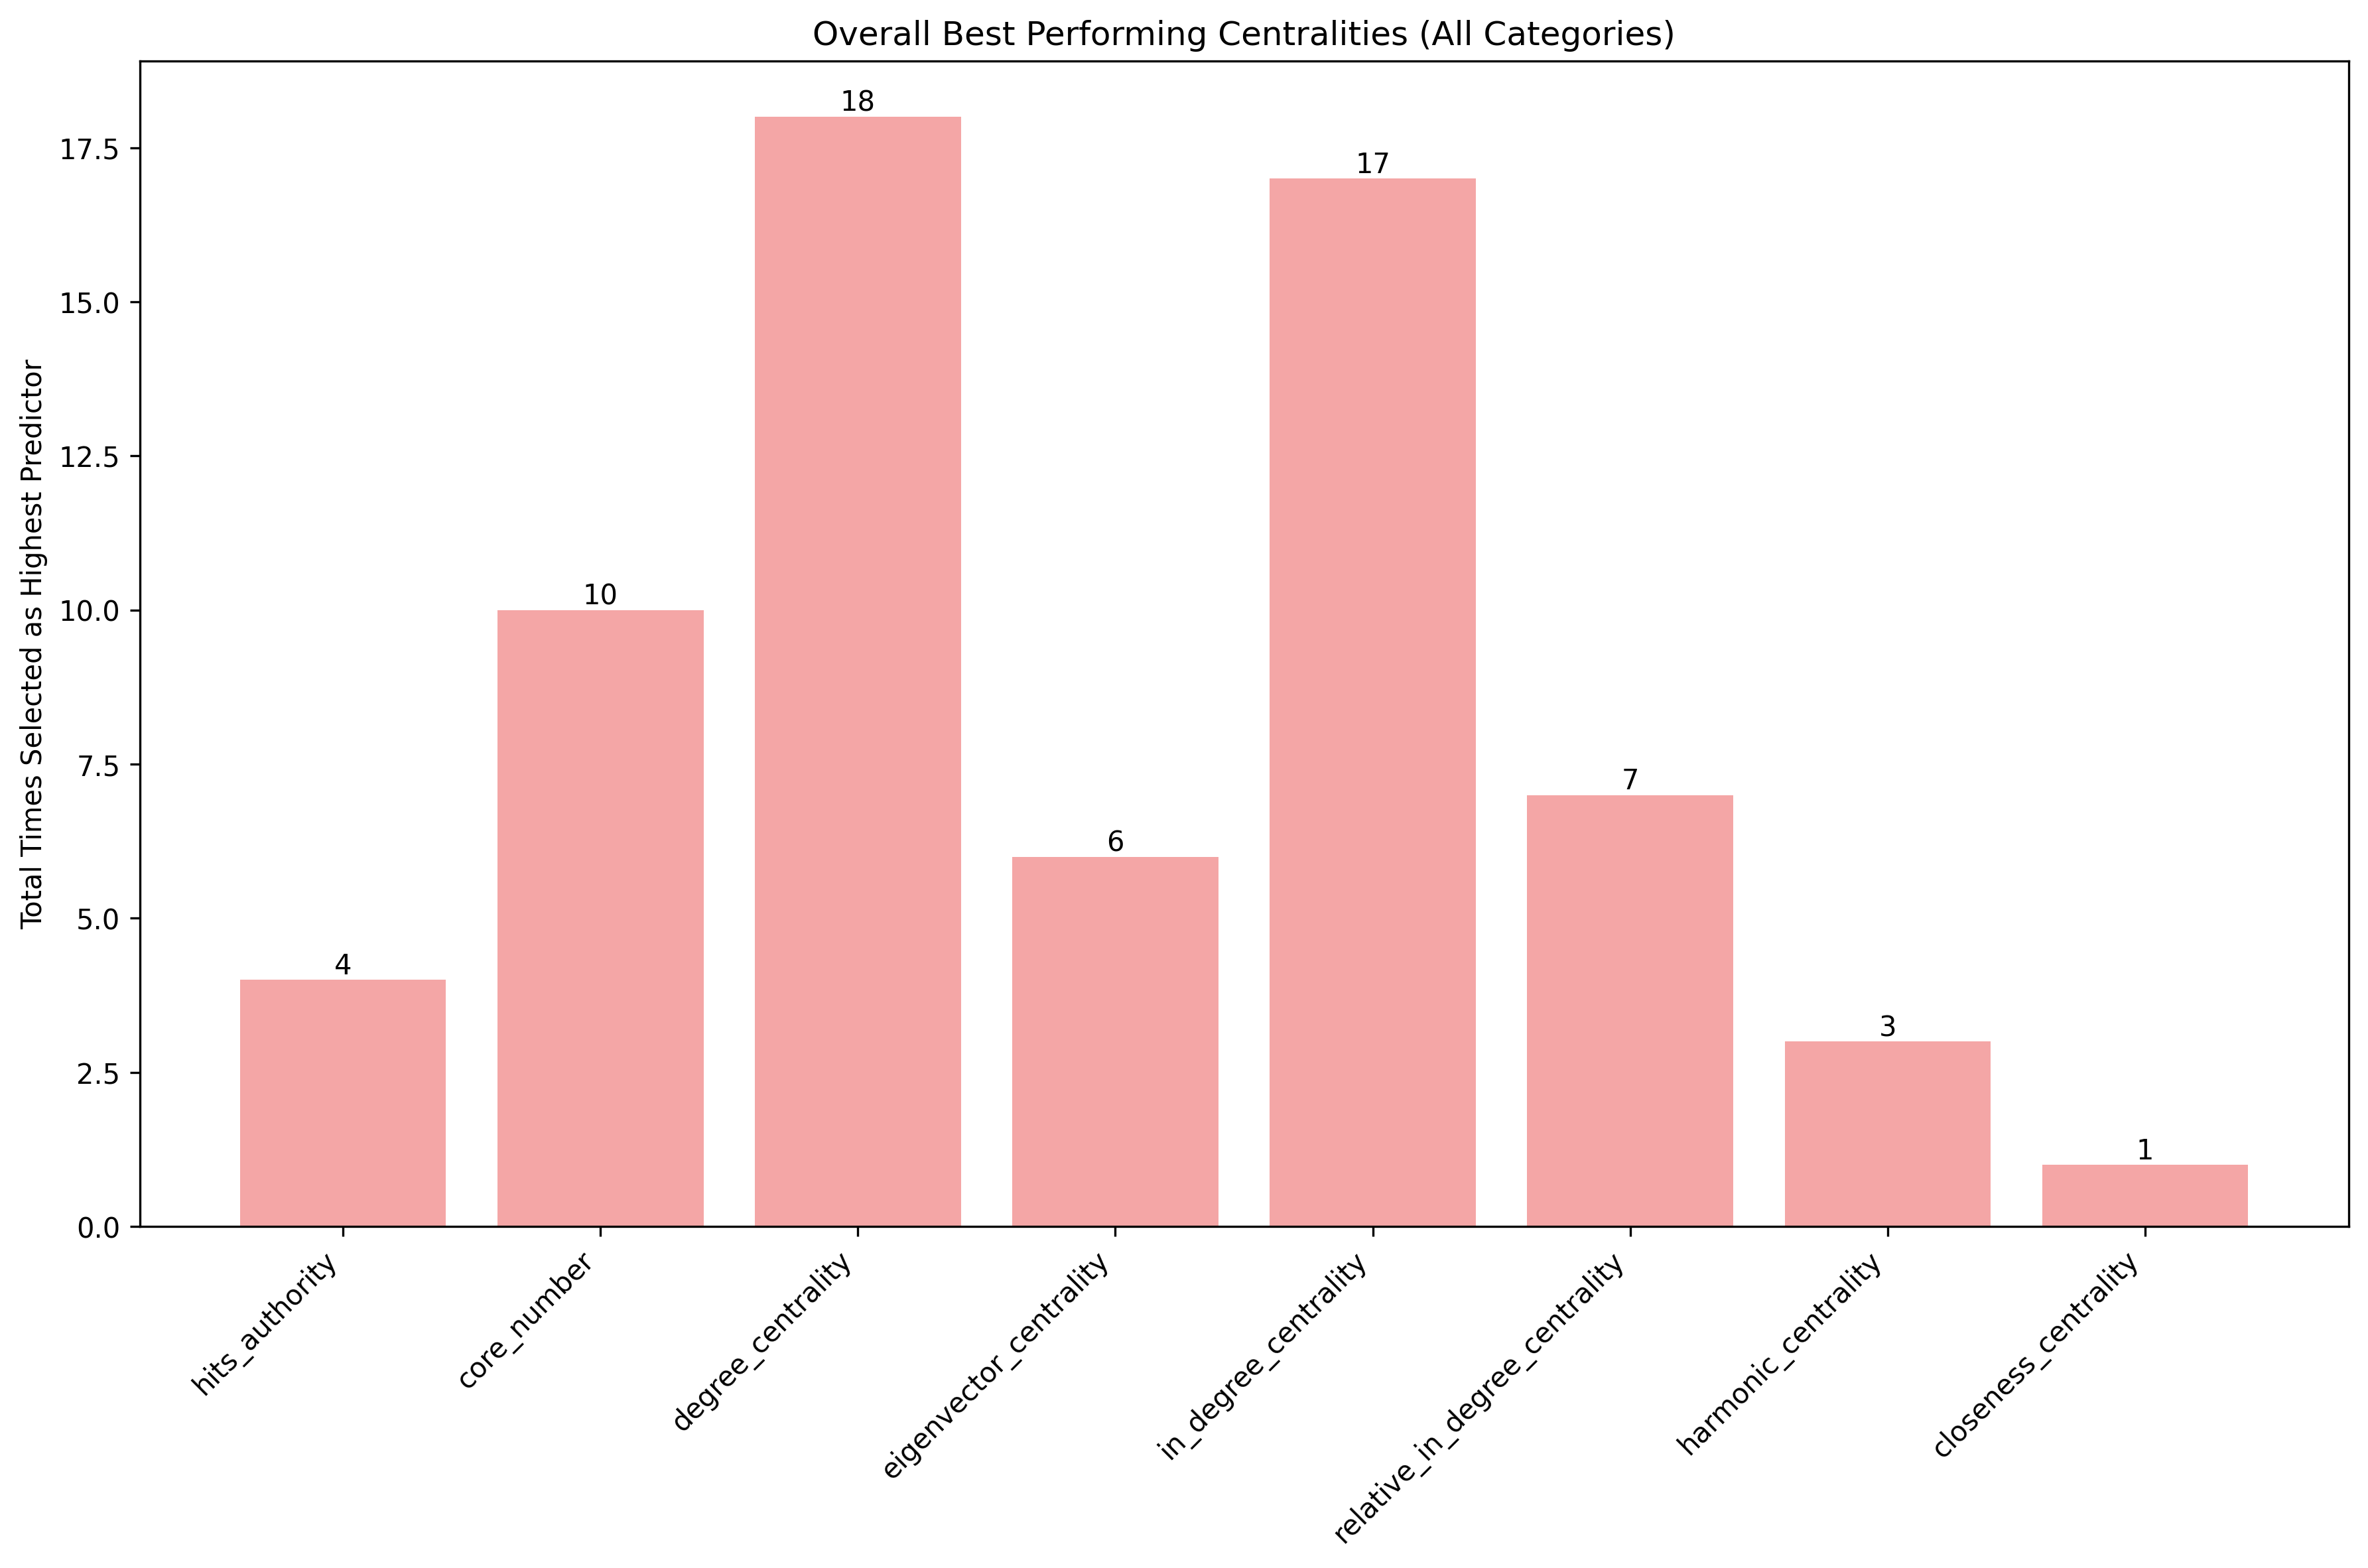 Overall Best Performing Centralities (All Categories)
Total Times Selected as Highest Predictor
17.5
15.0
12.5
10.0
7.5
5.0
2.5
0.0
4
10
18
6
17
7
3
1
hits_authority
core_number
degree_centrality
eigenvector_centrality
in_degree_centrality
relative_in_degree_centrality
harmonic_centrality
closeness_centrality